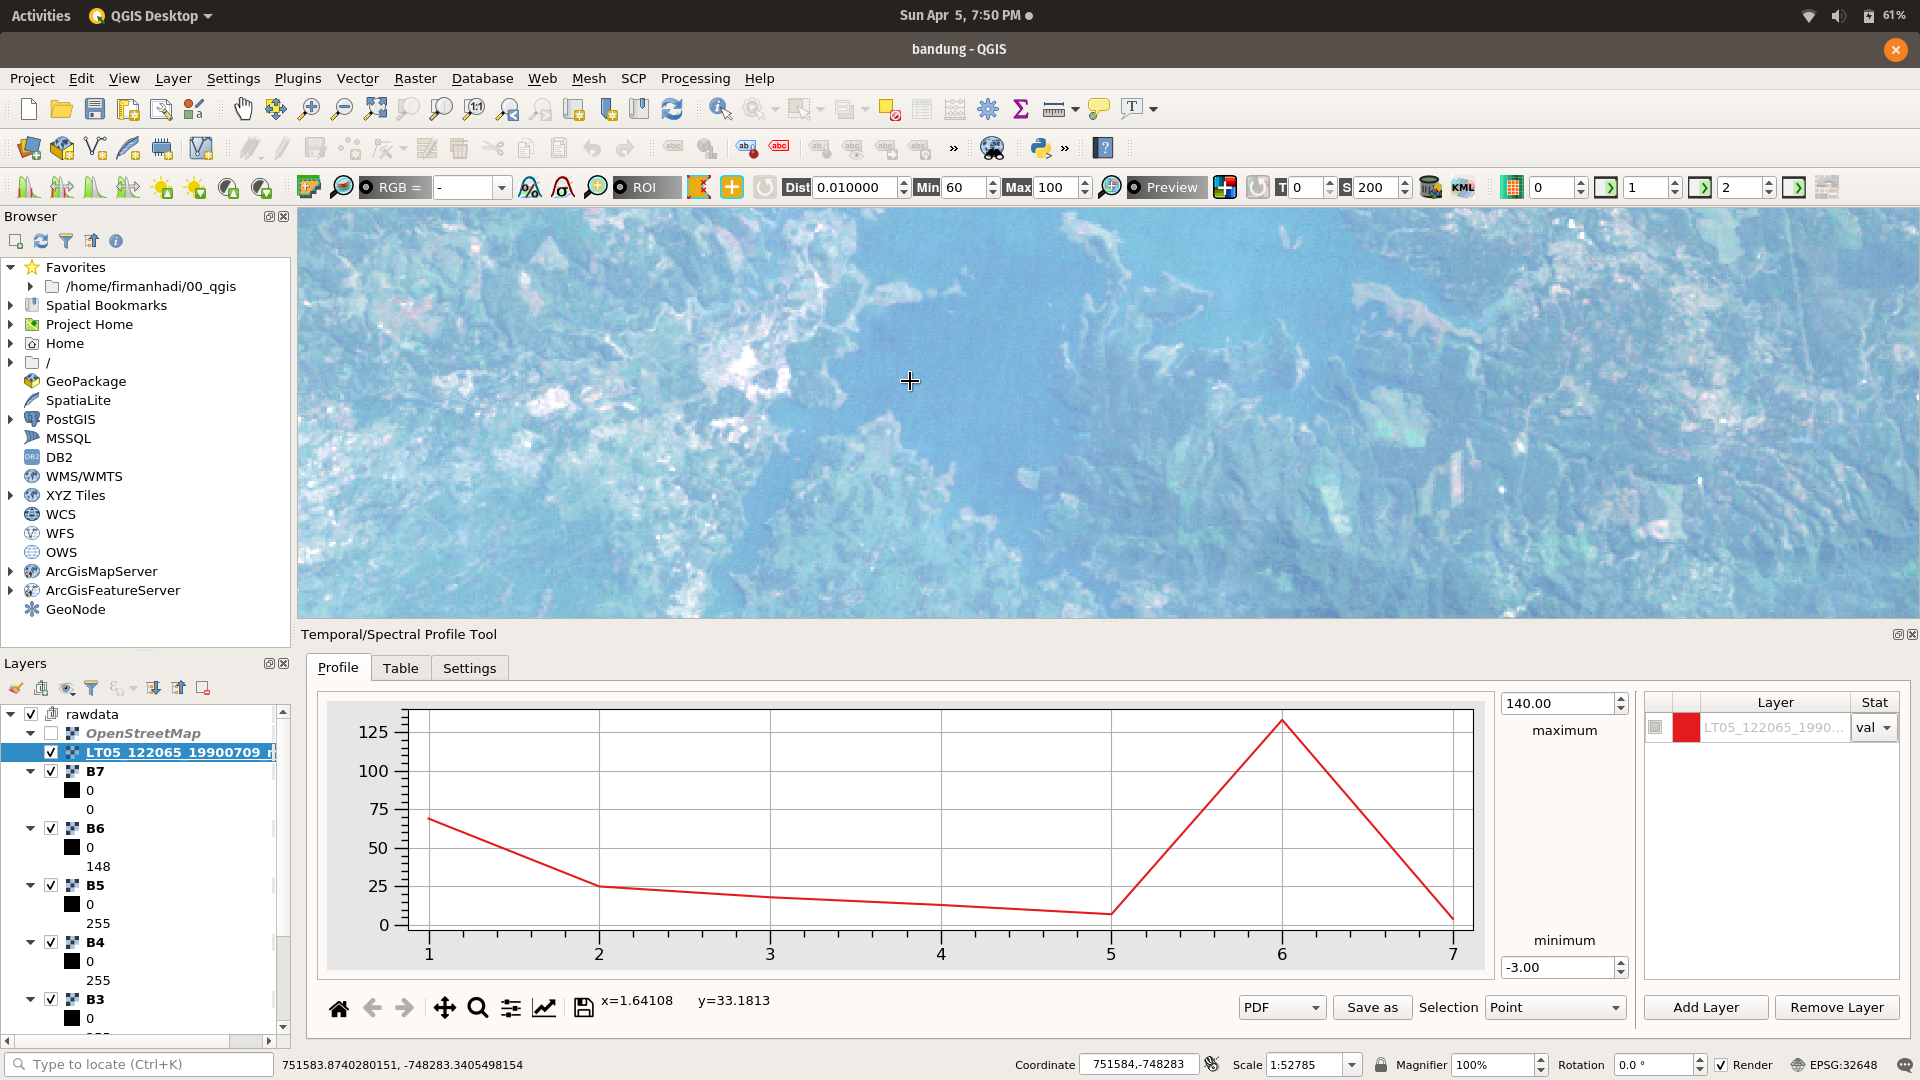 Activities QGIS Desktop Sun Apr 5, 7:50 PM 61%
bandung - QGIS
Project Edit View Layer Settings Plugins Vector Raster Database Web Mesh SCP Processing Help
RGB = - ROI Dist 0.010000 Min 60 Max 100 Preview T 0 S 200 KML 0 1 2
Browser
Favorites
/home/firmanhadi/00_qgis
Spatial Bookmarks
Project Home
Home
/
GeoPackage
SpatiaLite
PostGIS
MSSQL
DB2
WMS/WMTS
XYZ Tiles
WCS
WFS
OWS
ArcGisMapServer
ArcGisFeatureServer
GeoNode
Layers
rawdata
OpenStreetMap
LT05_122065_19900709_
B7
0
0
B6
0
148
B5
0
255
B4
0
255
B3
0
Temporal/Spectral Profile Tool
Profile Table Settings
125
100
75
50
25
0
1 2 3 4 5 6 7
140.00
maximum
minimum
-3.00
Layer Stat
LT05_122065_1990... val
x=1.64108 y=33.1813
PDF Save as Selection Point Add Layer Remove Layer
Type to locate (Ctrl+K) 751583.8740280151, -748283.3405498154 Coordinate 751584,-748283 Scale 1:52785 Magnifier 100% Rotation 0.0 ° Render EPSG:32648